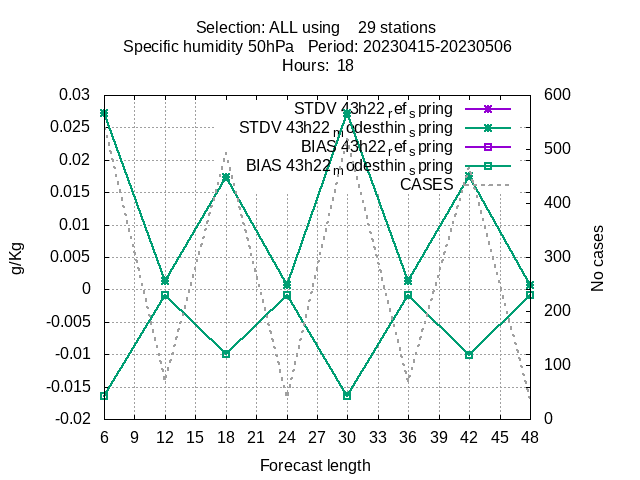 Selection: ALL using 29 stations
Specific humidity 50hPa Period: 20230415-20230506
Hours: 18
STDV 43h22_ref_spring
STDV 43h22_modesthin_spring
BIAS 43h22_ref_spring
BIAS 43h22_modesthin_spring
CASES
0.03
0.025
0.02
0.015
0.01
0.005
0
-0.005
-0.01
-0.015
-0.02
g/Kg
600
500
400
300
200
100
0
No cases
6 9 12 15 18 21 24 27 30 33 36 39 42 45 48
Forecast length